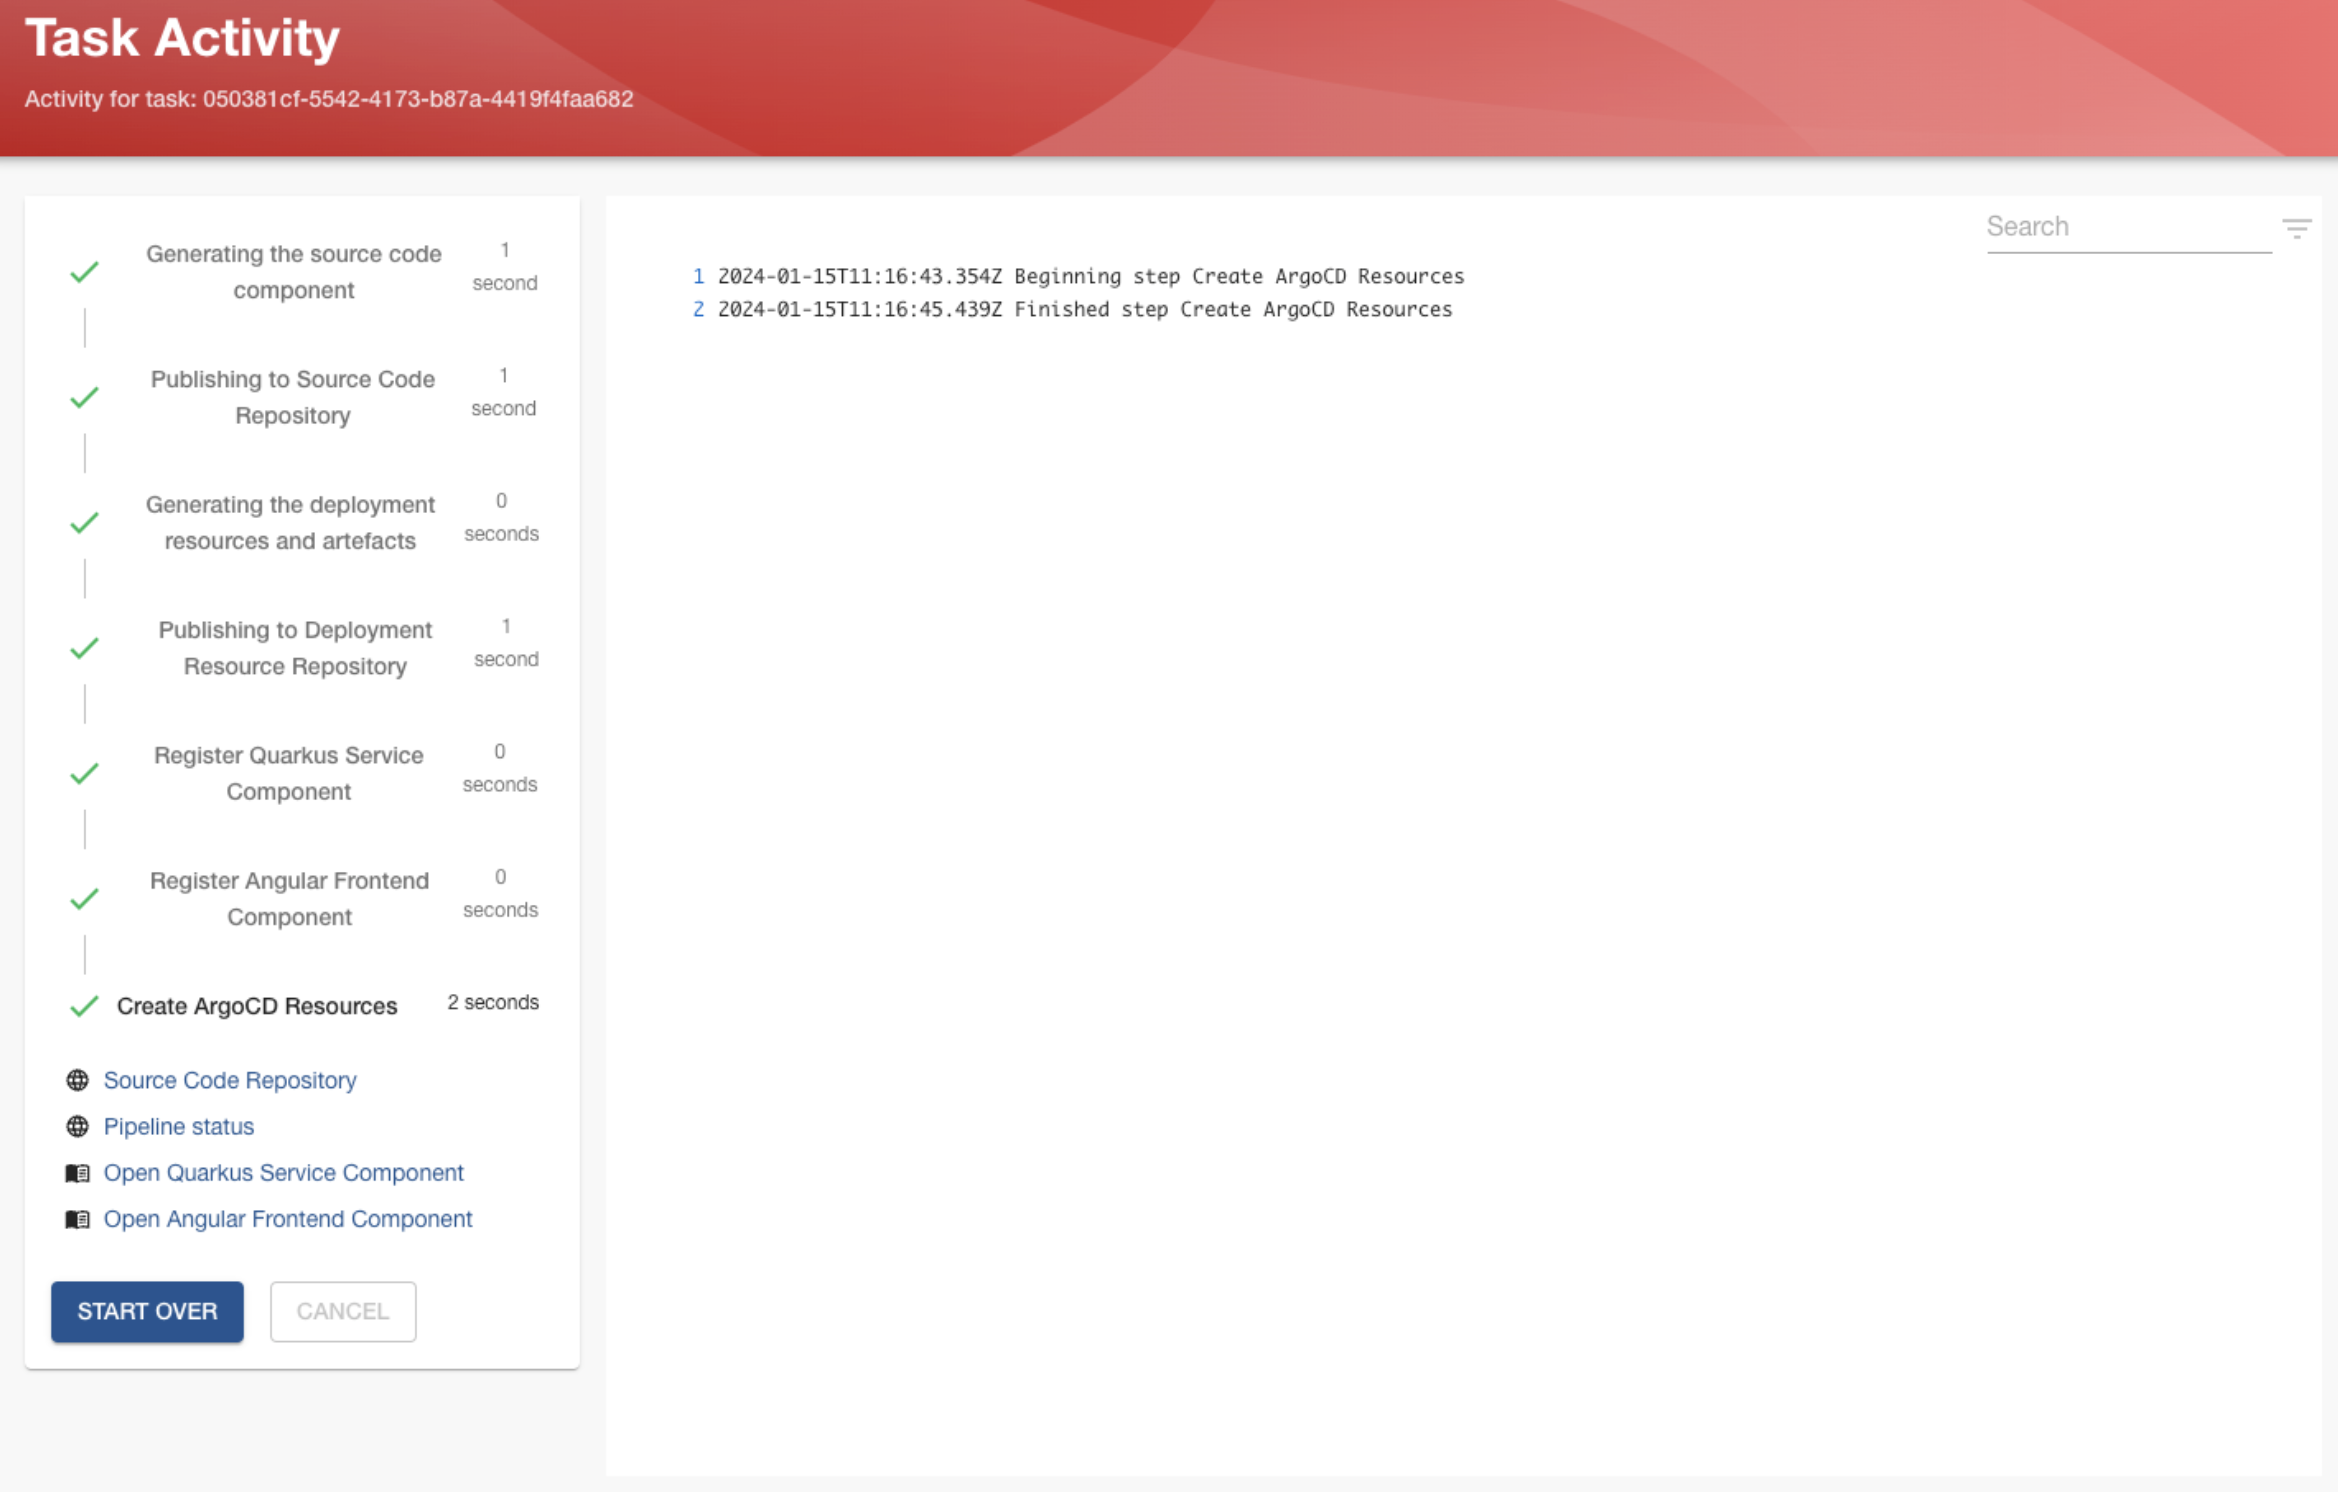 Task Activity
Activity for task: 050381cf-5542-4173-b87a-4419f4faa682
Generating the source code
component
1
second
Publishing to Source Code
Repository
1
second
Generating the deployment
resources and artefacts
0
seconds
Publishing to Deployment
Resource Repository
1
second
Register Quarkus Service
Component
0
seconds
Register Angular Frontend
Component
0
seconds
Create ArgoCD Resources
2 seconds
Source Code Repository
Pipeline status
Open Quarkus Service Component
Open Angular Frontend Component
START OVER
CANCEL
Search
1 2024-01-15T11:16:43.354Z Beginning step Create ArgoCD Resources
2 2024-01-15T11:16:45.439Z Finished step Create ArgoCD Resources